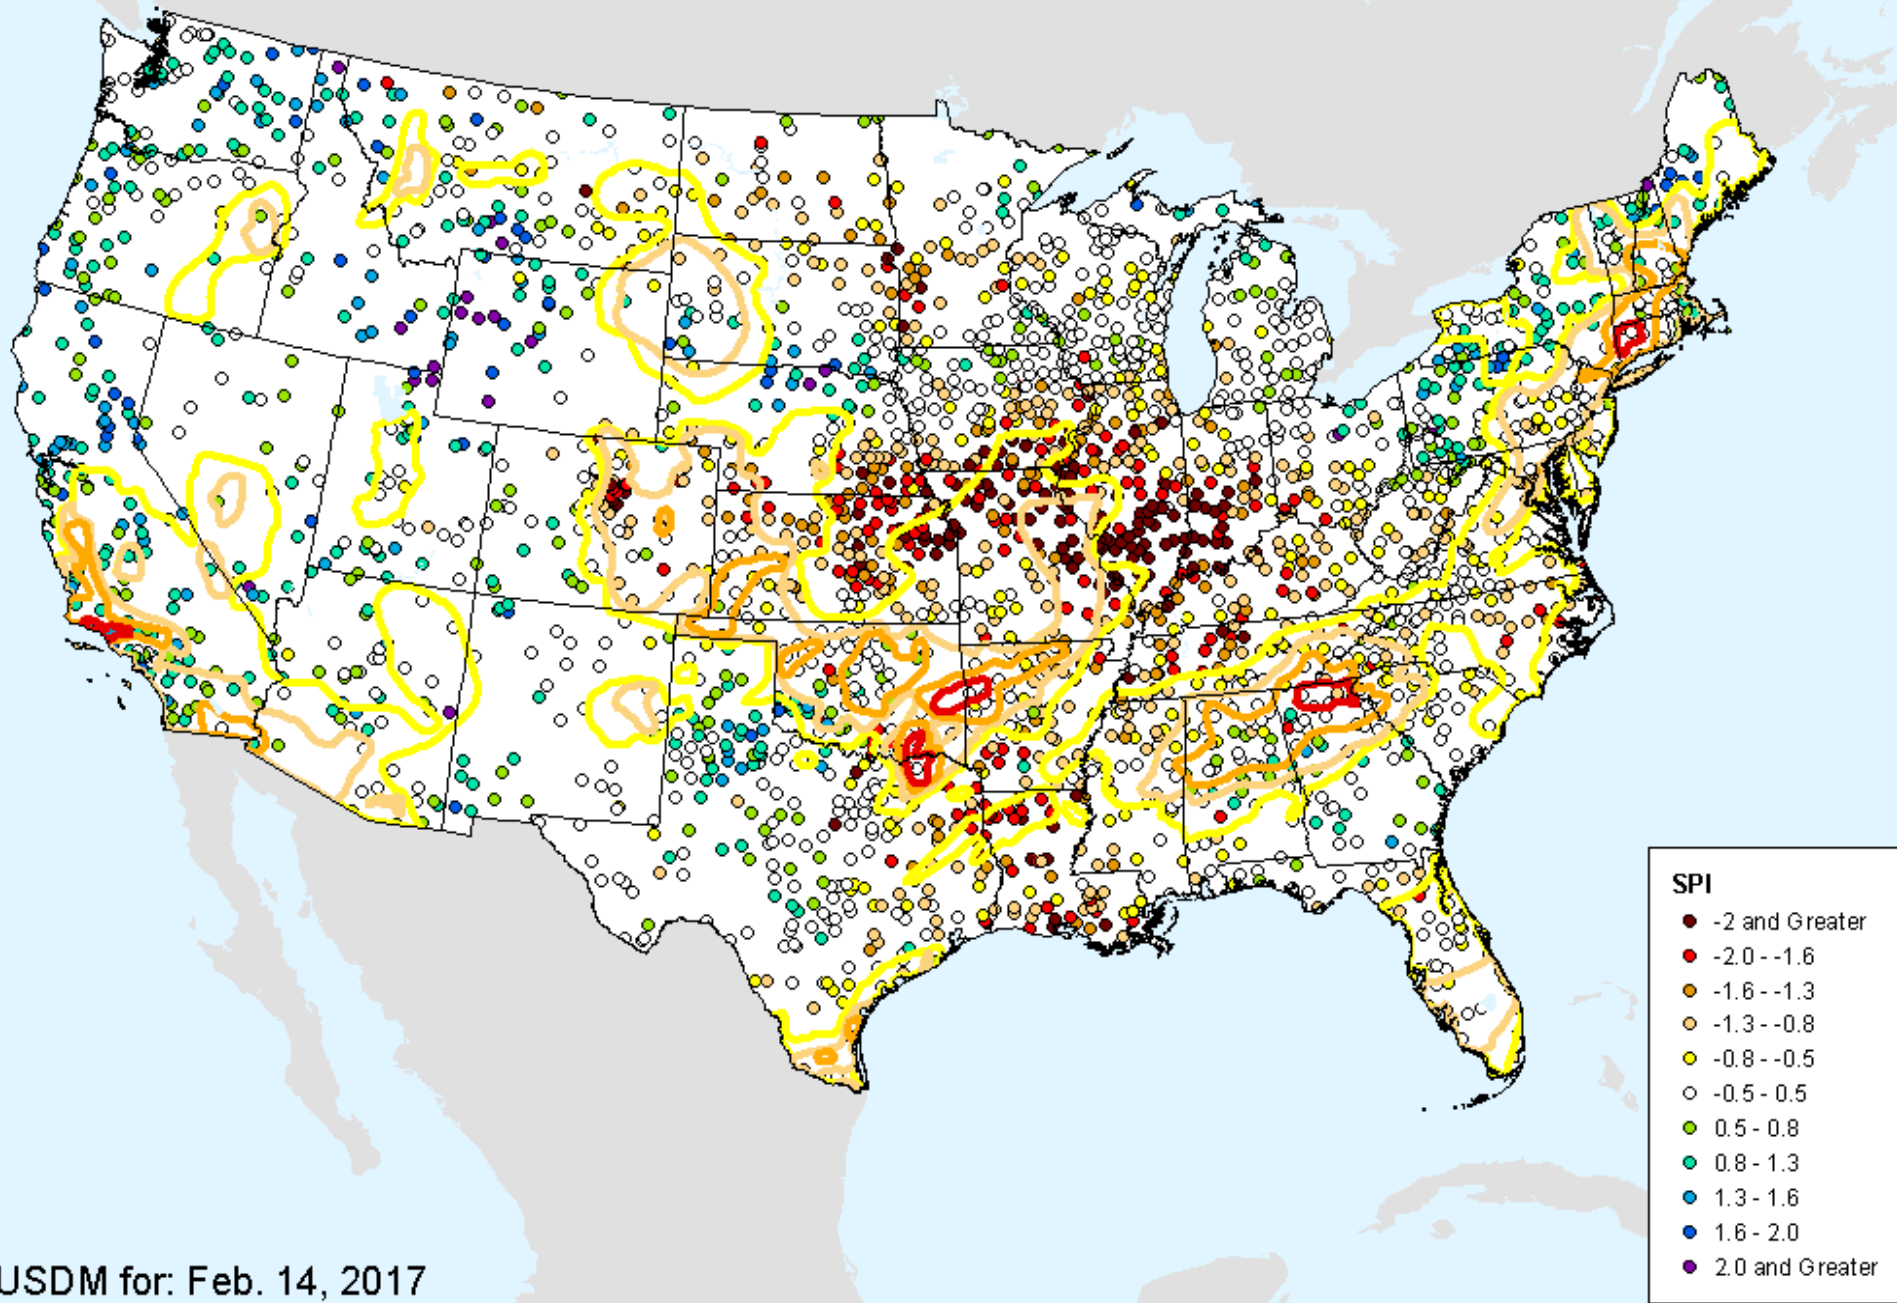 SPI
-2 and Greater
-2.0 - -1.6
-1.6 - -1.3
-1.3 - -0.8
-0.8 - -0.5
-0.5 - 0.5
0.5 - 0.8
0.8 - 1.3
1.3 - 1.6
1.6 - 2.0
2.0 and Greater
USDM for: Feb. 14, 2017